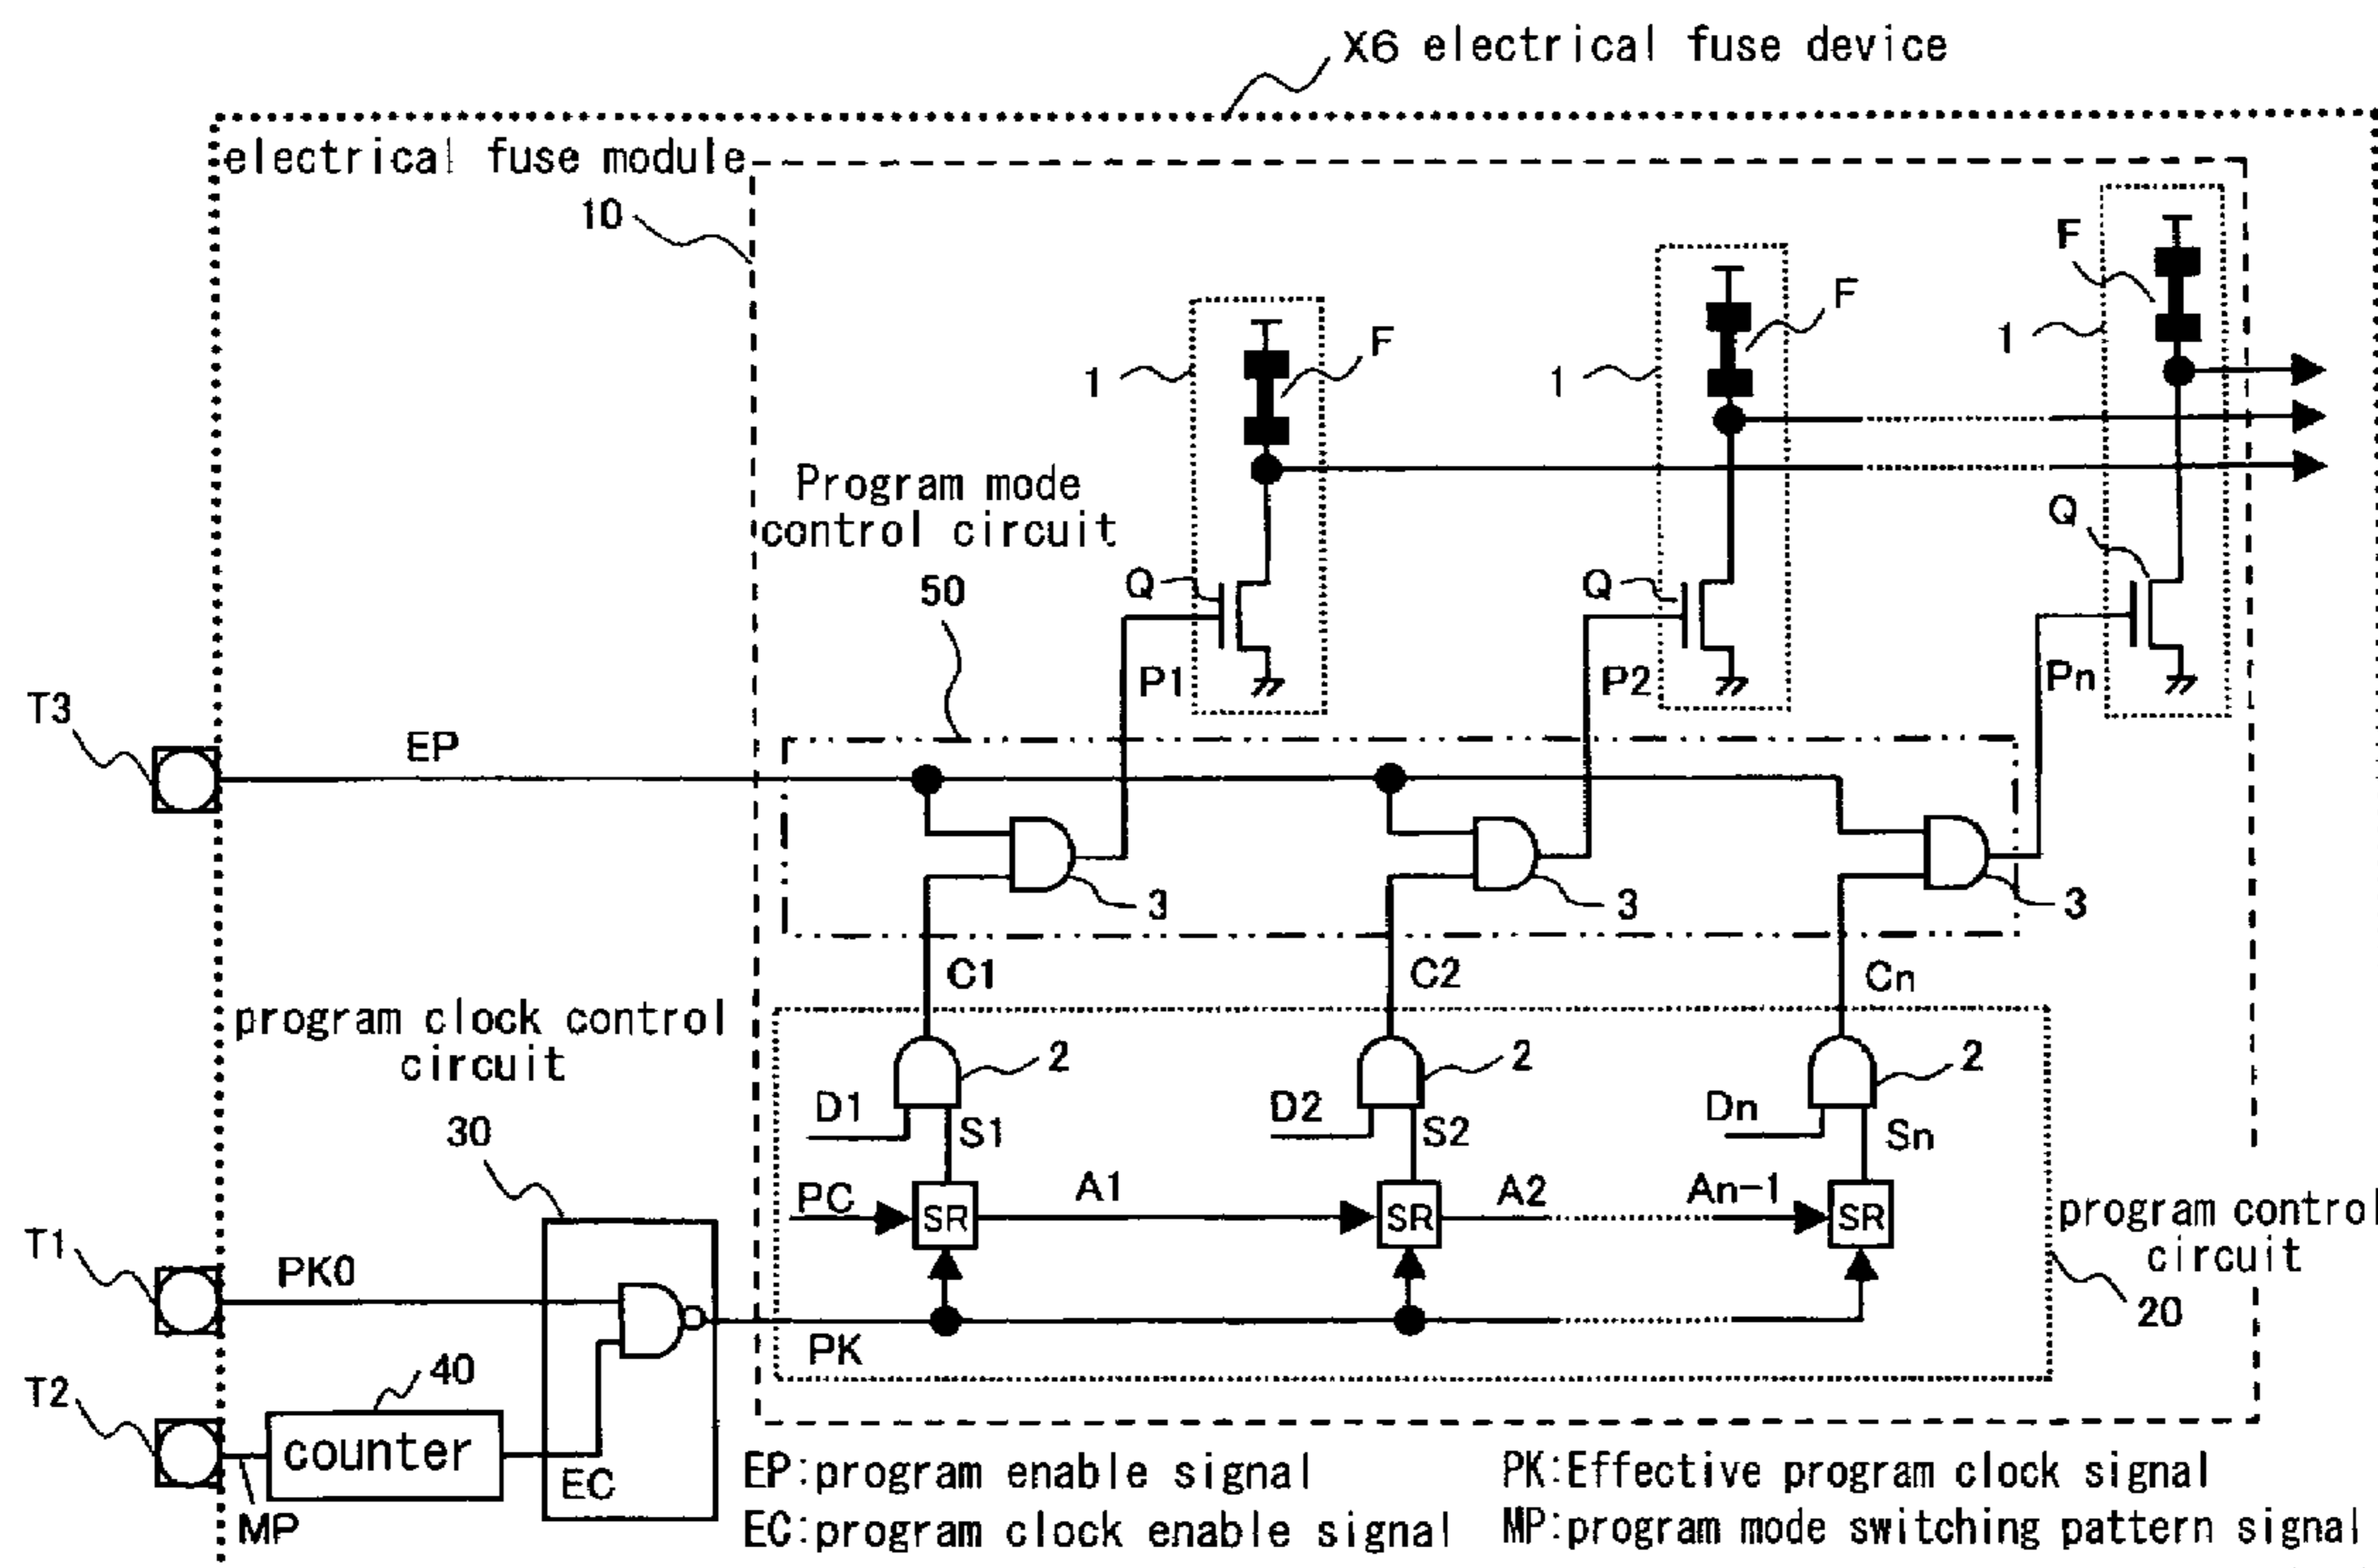 X6 electrical fuse device
electrical fuse module
10
1
F
1
F
F
1
Program mode
control circuit
50
Q
Q
Q
P1
P2
Pn
T3
EP
3
3
3
C1
C2
Cn
program clock control
circuit
30
2
2
2
D1
S1
D2
S2
Dn
Sn
PC
SR
A1
SR
A2
An-1
SR
program control
circuit
20
T1
PK0
PK
T2
40
counter
EC
MP
EP:program enable signal
PK:Effective program clock signal
EC:program clock enable signal
MP:program mode switching pattern signal